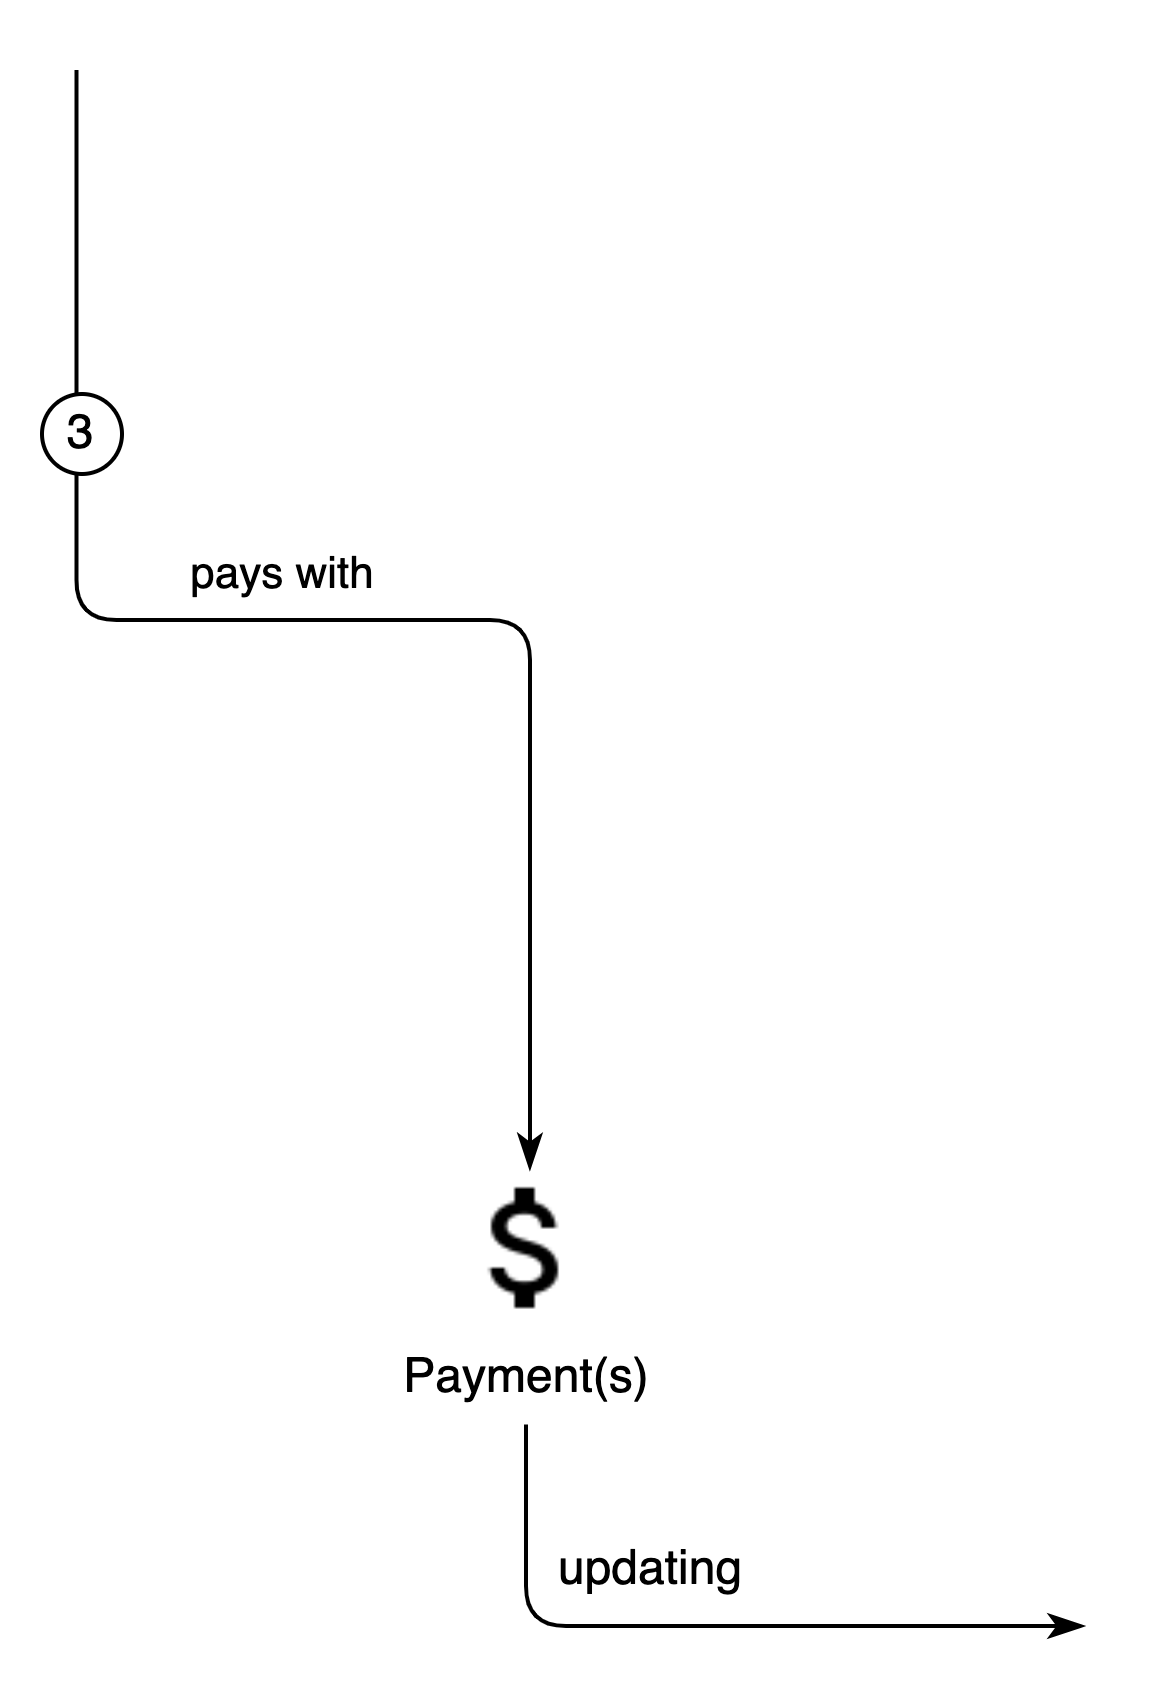 3
pays with
$
Payment(s)
updating